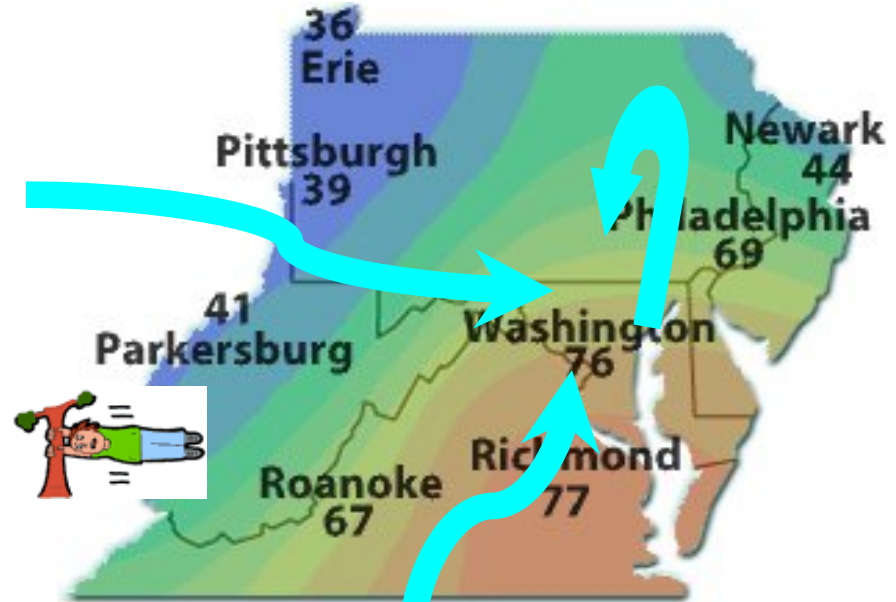 36
Erie
Pittsburgh
39
Newark
44
Philadelphia
69
41
Parkersburg
Washington
76
Richmond
77
Roanoke
67